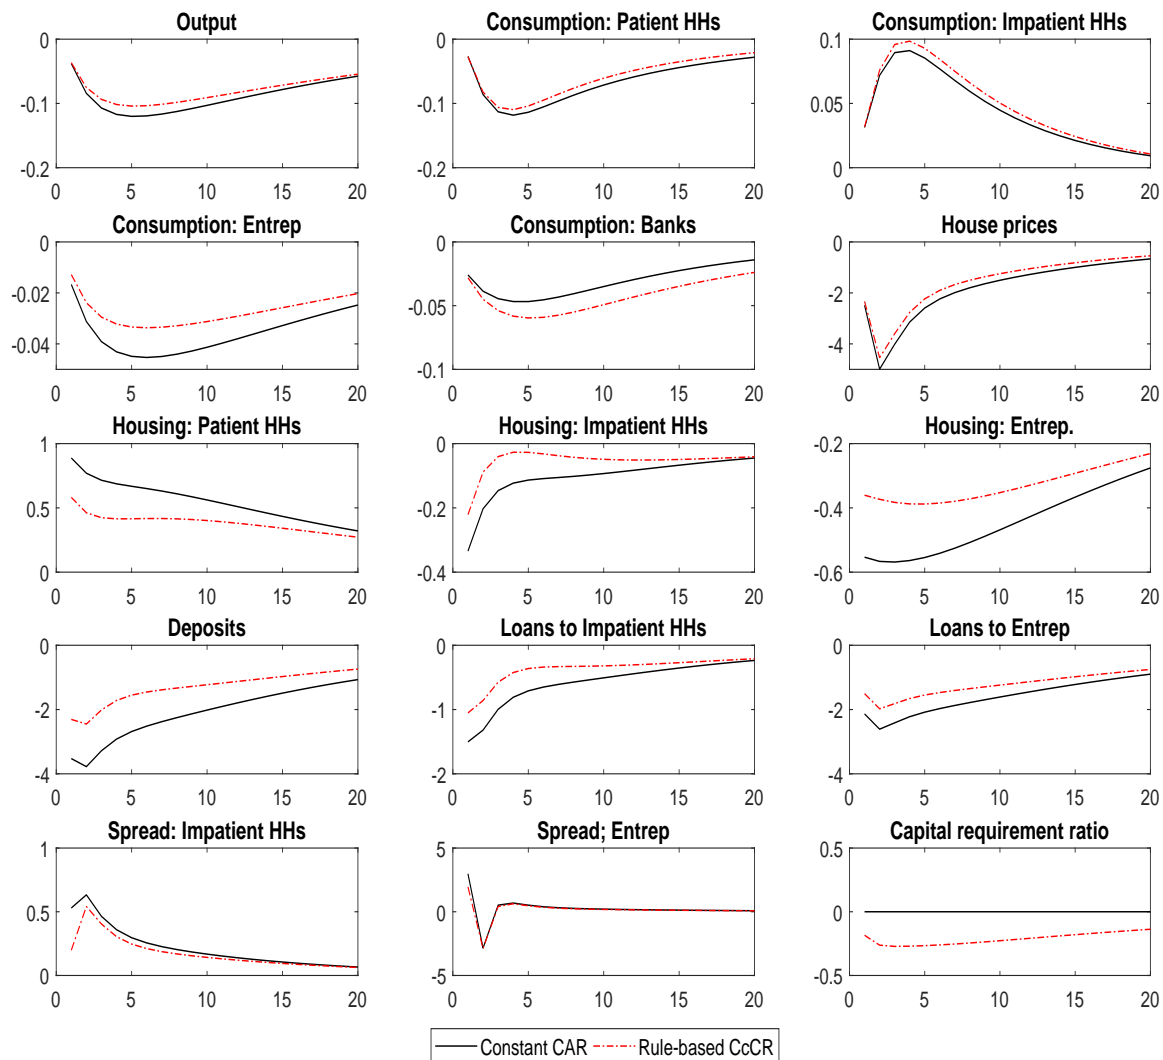 Output Consumption: Patient HHs Consumption: Impatient HHs
0 0 0.1
-0.1 -0.1 0.05
-0.2 -0.2 0
0 5 10 15 20 0 5 10 15 20 0 5 10 15 20
Consumption: Entrep Consumption: Banks House prices
0 0 0
-0.02 -0.05 -2
-0.04 -0.1 -4
0 5 10 15 20 0 5 10 15 20 0 5 10 15 20
Housing: Patient HHs Housing: Impatient HHs Housing: Entrep.
1 0 -0.2
0.5 -0.2 -0.4
0 -0.4 -0.6
0 5 10 15 20 0 5 10 15 20 0 5 10 15 20
Deposits Loans to Impatient HHs Loans to Entrep
0 0 0
-2 -1 -2
-4 -2 -4
0 5 10 15 20 0 5 10 15 20 0 5 10 15 20
Spread: Impatient HHs Spread; Entrep Capital requirement ratio
1 5 0.5
0.5 0 0
0 -5 -0.5
0 5 10 15 20 0 5 10 15 20 0 5 10 15 20
Constant CAR Rule-based CcCR